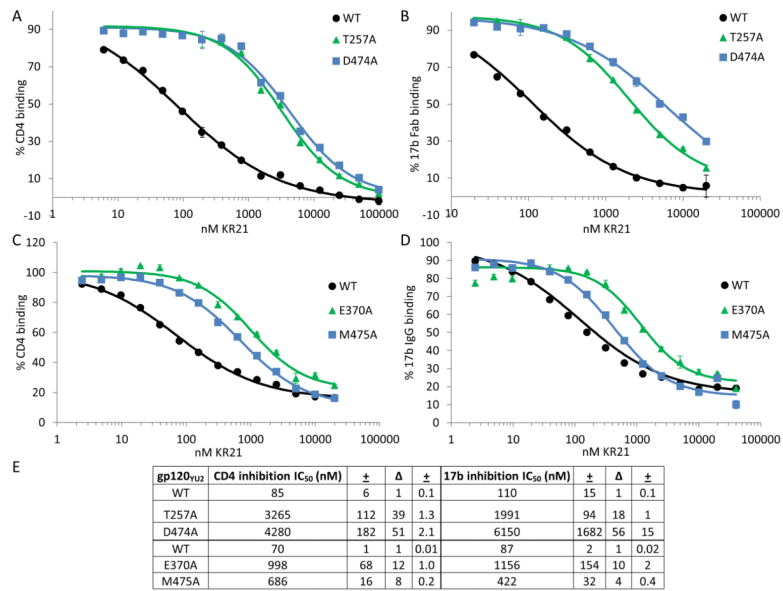 A
90
70
50
30
10
-10
% CD4 binding
WT
T257A
D474A
1 10 100 1000 10000 100000
nM KR21
B
90
70
50
30
10
-10
% 17b Fab binding
WT
T257A
D474A
10 100 1000 10000
nM KR21
C
120
100
80
60
40
20
0
% CD4 binding
WT
E370A
M475A
1 10 100 1000 10000 100000
nM KR21
D
100
90
80
70
60
50
40
30
20
10
0
% 17b IgG binding
WT
E370A
M475A
1 10 100 1000 10000 100000
nM KR21
E
gp120YU2 CD4 inhibition IC50 (nM) ± Δ ± 17b inhibition IC50 (nM) ± Δ ±
WT 85 6 1 0.1 110 15 1 0.1
T257A 3265 112 39 1.3 1991 94 18 1
D474A 4280 182 51 2.1 6150 1682 56 15
WT 70 1 1 0.01 87 2 1 0.02
E370A 998 68 12 1.0 1156 154 10 2
M475A 686 16 8 0.2 422 32 4 0.4